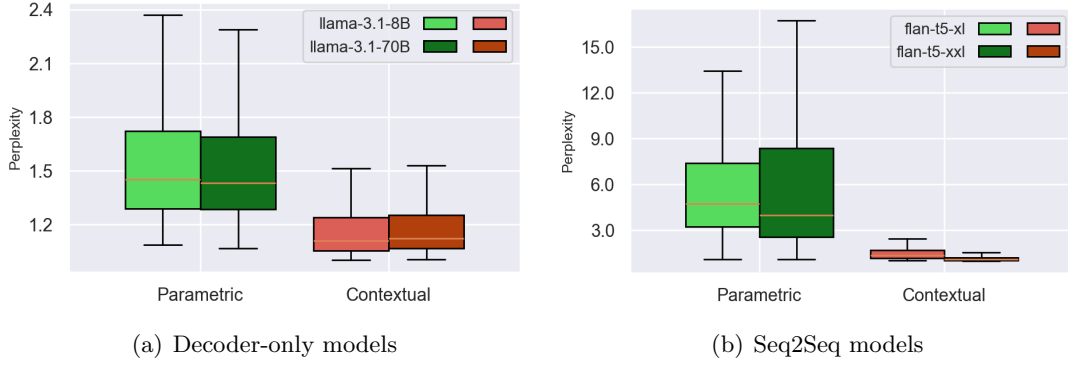 2.4
2.1
1.8
1.5
1.2
Perplexity
llama-3.1-8B
llama-3.1-70B
Parametric
Contextual
(a) Decoder-only models
15.0
12.0
9.0
6.0
3.0
Perplexity
flan-t5-xl
flan-t5-xxl
Parametric
Contextual
(b) Seq2Seq models